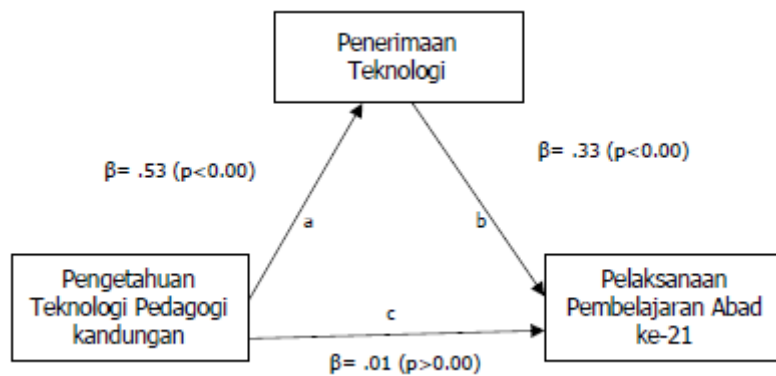 Penerimaan
Teknologi
β= .53 (p<0.00)
β= .33 (p<0.00)
a
b
Pengetahuan
Teknologi Pedagogi
kandungan
c
Pelaksanaan
Pembelajaran Abad
ke-21
β= .01 (p>0.00)